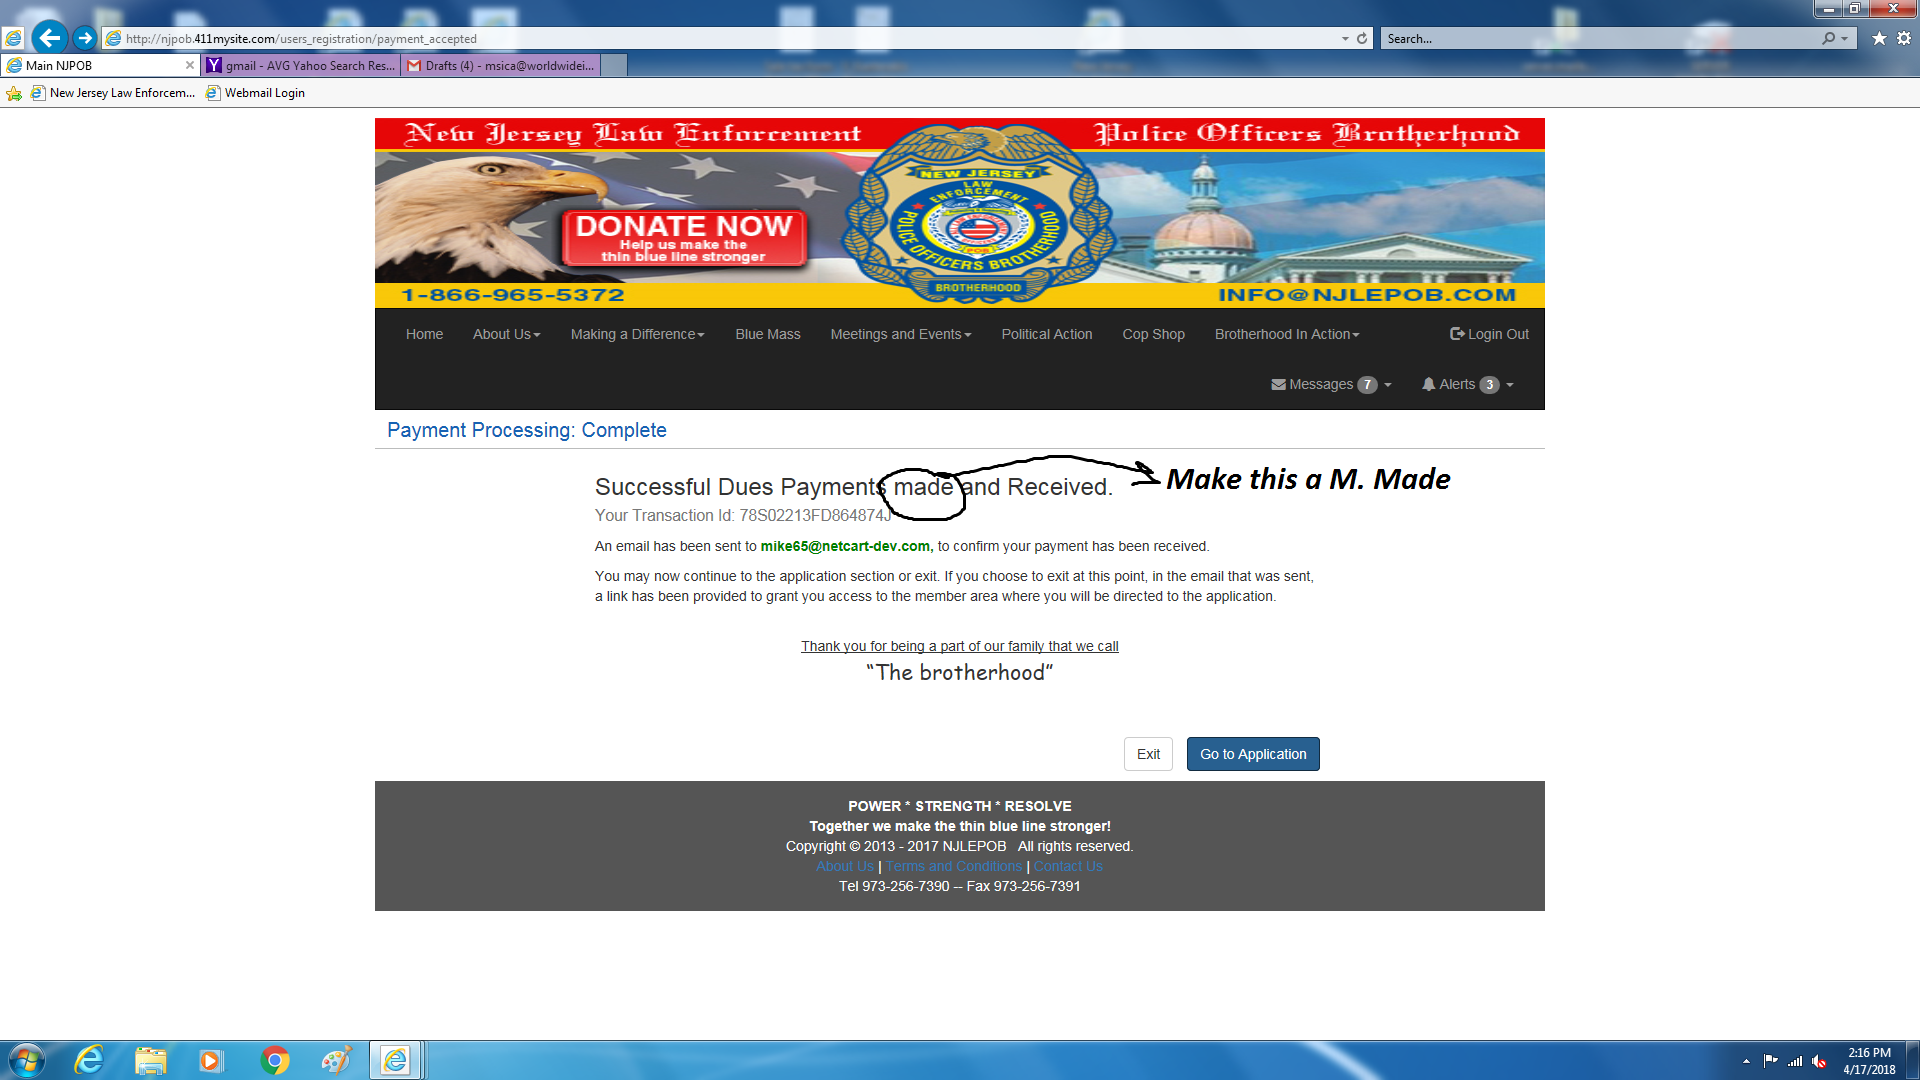 http://njpob.411mysite.com/users_registration/payment_accepted
Search...
Main NJPOB
gmail - AVG Yahoo Search Res...
Drafts (4) - msica@worldwidei...
New Jersey Law Enforcem...
Webmail Login
New Jersey Law Enforcement
Police Officers Brotherhood
NEW JERSEY
LAW
ENFORCEMENT
POLICE OFFICERS BROTHERHOOD
BROTHERHOOD
DONATE NOW
Help us make the
thin blue line stronger
1-866-965-5372
INFO@NJLEPOB.COM
Home
About Us
Making a Difference
Blue Mass
Meetings and Events
Political Action
Cop Shop
Brotherhood In Action
Login Out
Messages 7
Alerts 3
Payment Processing: Complete
Successful Dues Payments made and Received.
Make this a M. Made
Your Transaction Id: 78S02213FD864874J
An email has been sent to mike65@netcart-dev.com, to confirm your payment has been received.
You may now continue to the application section or exit. If you choose to exit at this point, in the email that was sent,
a link has been provided to grant you access to the member area where you will be directed to the application.
Thank you for being a part of our family that we call
“The brotherhood”
Exit
Go to Application
POWER * STRENGTH * RESOLVE
Together we make the thin blue line stronger!
Copyright © 2013 - 2017 NJLEPOB   All rights reserved.
About Us | Terms and Conditions | Contact Us
Tel 973-256-7390 -- Fax 973-256-7391
2:16 PM
4/17/2018